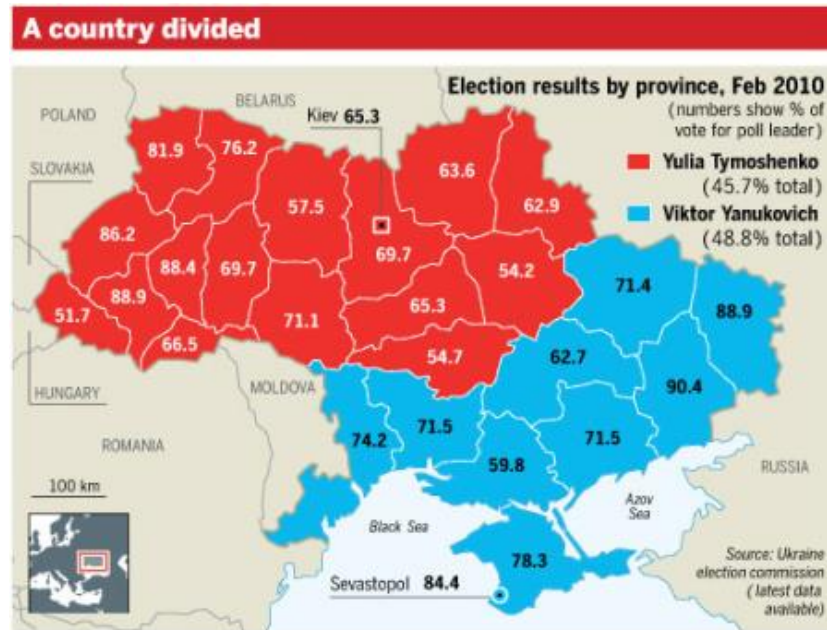 A country divided
Election results by province, Feb 2010
(numbers show % of
vote for poll leader)
Yulia Tymoshenko
(45.7% total)
Viktor Yanukovich
(48.8% total)
BELARUS
POLAND
Kiev 65.3
SLOVAKIA
81.9
76.2
57.5
63.6
62.9
86.2
88.4
69.7
69.7
54.2
88.9
65.3
51.7
66.5
71.1
54.7
71.4
88.9
62.7
90.4
HUNGARY
MOLDOVA
74.2
71.5
59.8
71.5
ROMANIA
RUSSIA
100 km
Azov
Sea
Black Sea
78.3
Sevastopol 84.4
Source: Ukraine
election commission
(latest data
available)